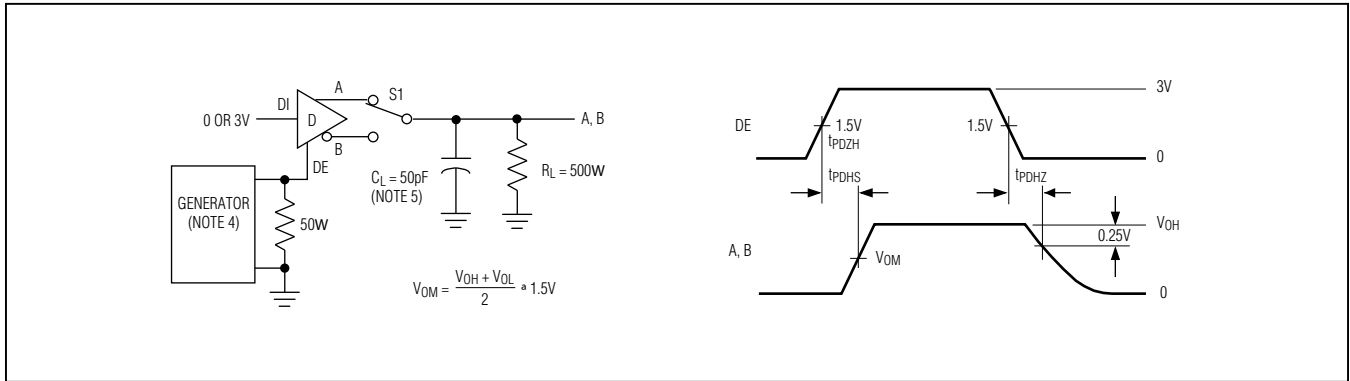 A
S1
DI
0 OR 3V
D
A, B
B
DE
GENERATOR
(NOTE 4)
50W
CL = 50pF
(NOTE 5)
RL = 500W
VOM = VOH + VOL
2
ª 1.5V
DE
3V
1.5V
tPDZH
1.5V
0
tPDHS
tPDHZ
VOH
0.25V
A, B
VOM
0